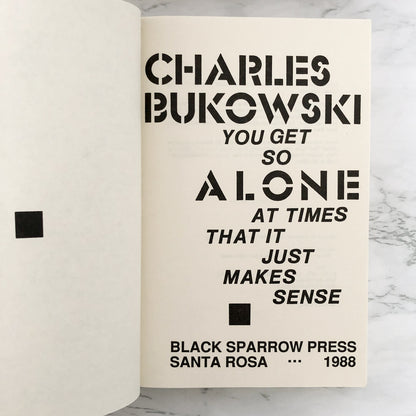 CHARLES
BUKOWSKI
YOU GET
SO
ALONE
AT TIMES
THAT IT
JUST
MAKES
SENSE
BLACK SPARROW PRESS
SANTA ROSA ··· 1988